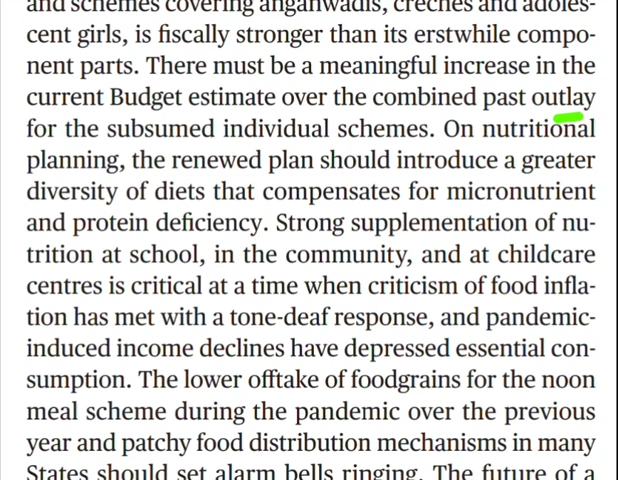 and schemes covering anganwadis, creches and adoles-
cent girls, is fiscally stronger than its erstwhile compo-
nent parts. There must be a meaningful increase in the
current Budget estimate over the combined past outlay
for the subsumed individual schemes. On nutritional
planning, the renewed plan should introduce a greater
diversity of diets that compensates for micronutrient
and protein deficiency. Strong supplementation of nu-
trition at school, in the community, and at childcare
centres is critical at a time when criticism of food infla-
tion has met with a tone-deaf response, and pandemic-
induced income declines have depressed essential con-
sumption. The lower offtake of foodgrains for the noon
meal scheme during the pandemic over the previous
year and patchy food distribution mechanisms in many
States should set alarm bells ringing. The future of a